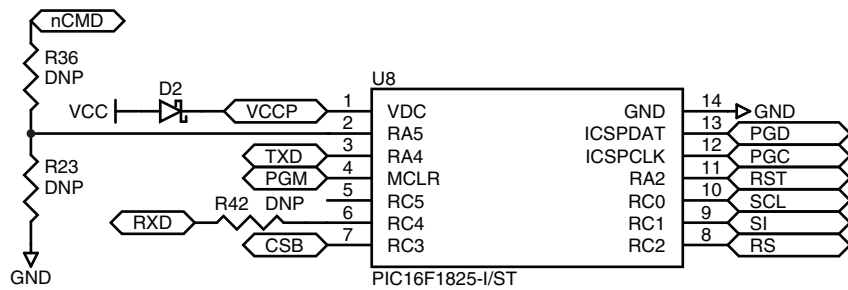 nCMD
R36
DNP
D2
VCC
VCCP
R23
DNP
GND
TXD
PGM
RXD
R42 DNP
CSB
U8
1 VDC GND 14 GND
2 RA5 ICSPDAT 13 PGD
3 RA4 ICSPCLK 12 PGC
4 MCLR RA2 11 RST
5 RC5 RC0 10 SCL
6 RC4 RC1 9 SI
7 RC3 RC2 8 RS
PIC16F1825-I/ST